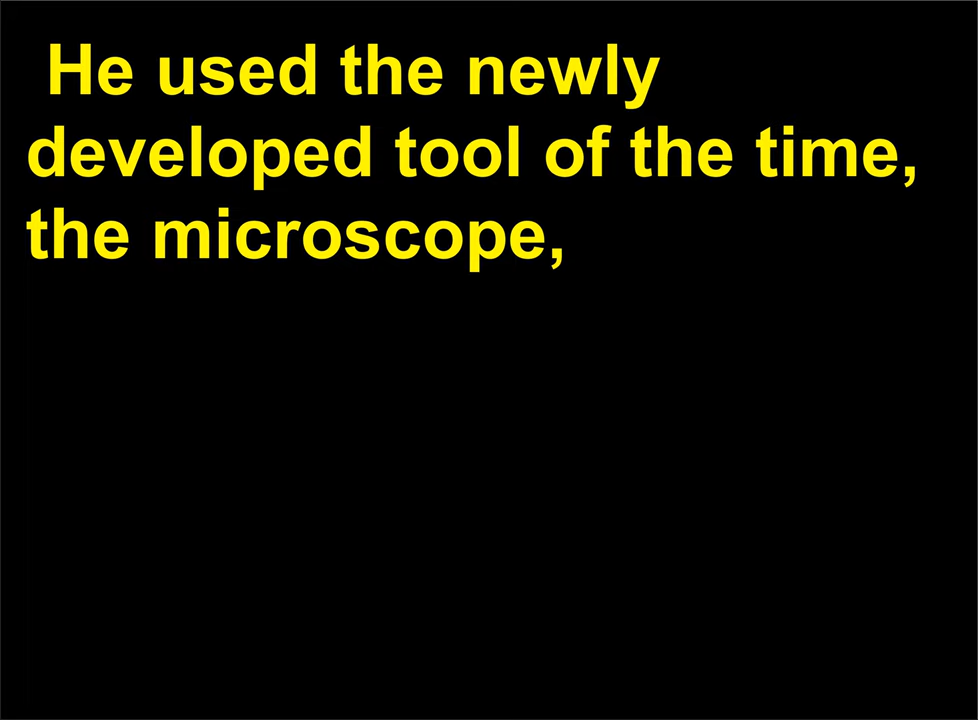 He used the newly
developed tool of the time,
the microscope,